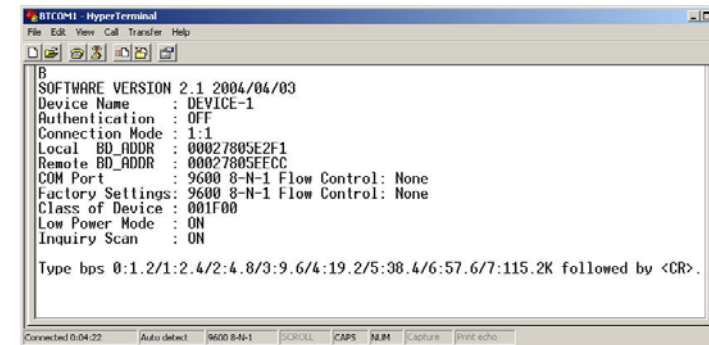 BTCOM1 - HyperTerminal
File Edit View Call Transfer Help
B
SOFTWARE VERSION 2.1 2004/04/03
Device Name : DEVICE-1
Authentication : OFF
Connection Mode : 1:1
Local BD_ADDR : 00027805E2F1
Remote BD_ADDR : 00027805EECC
COM Port : 9600 8-N-1 Flow Control: None
Factory Settings: 9600 8-N-1 Flow Control: None
Class of Device : 001F00
Low Power Mode : ON
Inquiry Scan : ON
Type bps 0:1.2/1:2.4/2:4.8/3:9.6/4:19.2/5:38.4/6:57.6/7:115.2K followed by <CR>.
Connected 0:04:22 Auto detect 9600 8-N-1 SCROLL CAPS NUM Capture Print echo